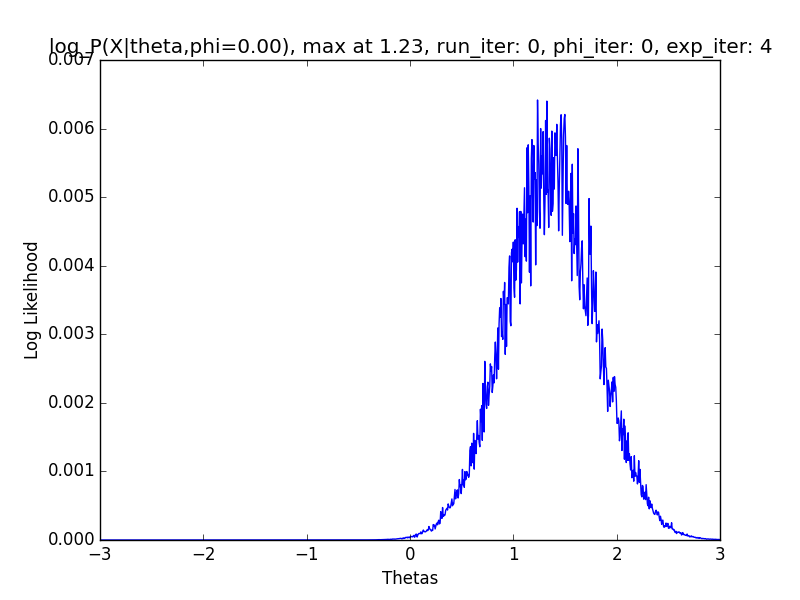 log_P(X|theta,phi=0.00), max at 1.23, run_iter: 0, phi_iter: 0, exp_iter: 4
0.007
0.006
0.005
0.004
0.003
0.002
0.001
0.000
Log Likelihood
−3 −2 −1 0 1 2 3
Thetas